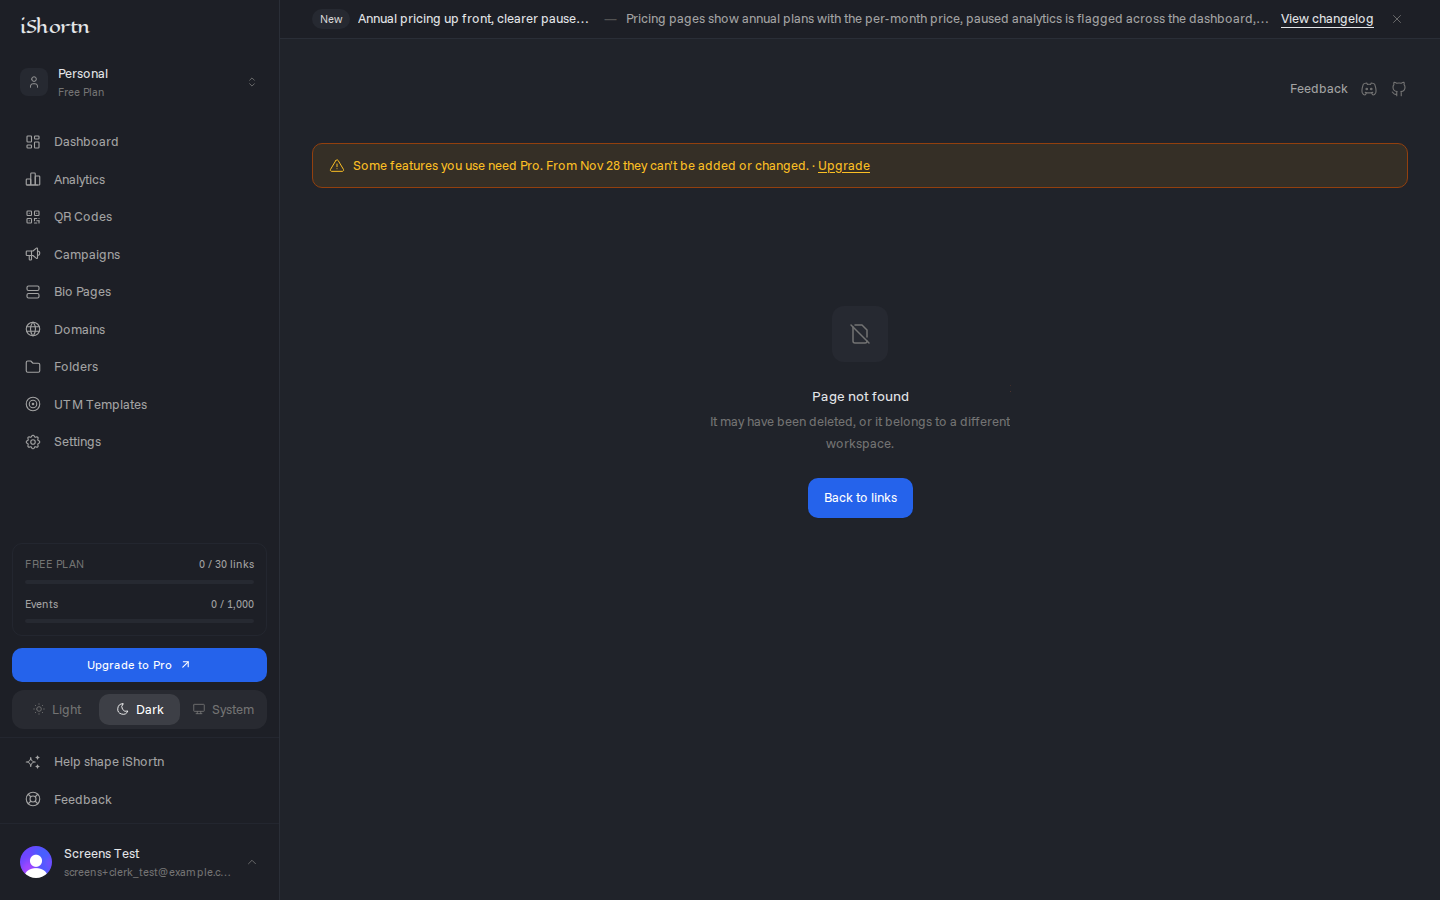 iShortn
Personal
Free Plan
Dashboard
Analytics
QR Codes
Campaigns
Bio Pages
Domains
Folders
UTM Templates
Settings
FREE PLAN 0 / 30 links
Events 0 / 1,000
Upgrade to Pro
Light Dark System
Help shape iShortn
Feedback
Screens Test
screens+clerk_test@example.c...
New Annual pricing up front, clearer pause... — Pricing pages show annual plans with the per-month price, paused analytics is flagged across the dashboard,... View changelog
Feedback
Some features you use need Pro. From Nov 28 they can't be added or changed. · Upgrade
Page not found
It may have been deleted, or it belongs to a different
workspace.
Back to links